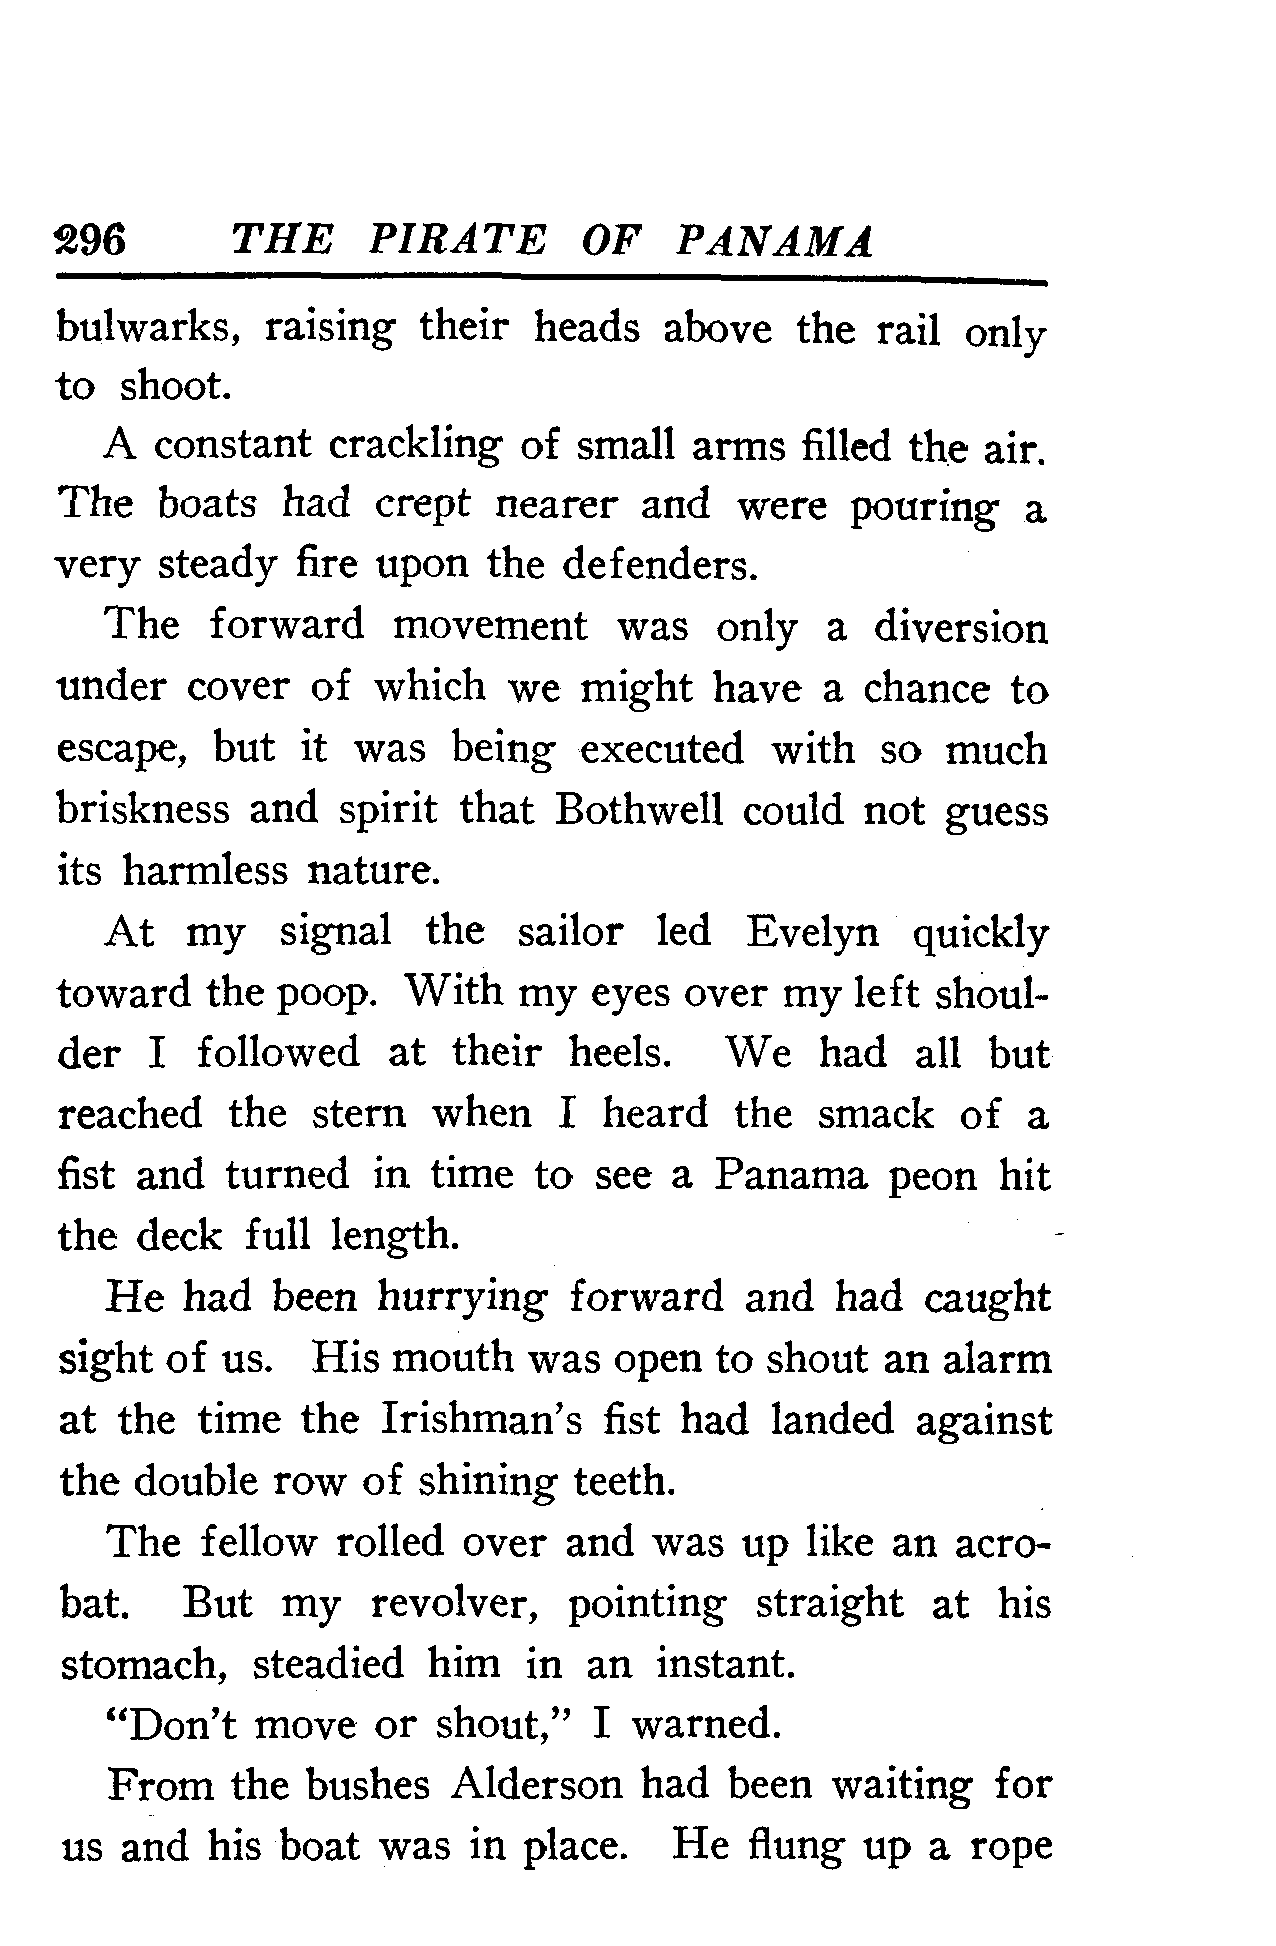 296 THE PIRATE OF PANAMA
bulwarks, raising their heads above the rail only
to shoot.
A constant crackling of small arms filled the air.
The boats had crept nearer and were pouring a
very steady fire upon the defenders.
The forward movement was only a diversion
under cover of which we might have a chance to
escape, but it was being executed with so much
briskness and spirit that Bothwell could not guess
its harmless nature.
At my signal the sailor led Evelyn quickly
toward the poop. With my eyes over my left shoul-
der I followed at their heels. We had all but
reached the stern when I heard the smack of a
fist and turned in time to see a Panama peon hit
the deck full length.
He had been hurrying forward and had caught
sight of us. His mouth was open to shout an alarm
at the time the Irishman's fist had landed against
the double row of shining teeth.
The fellow rolled over and was up like an acro-
bat. But my revolver, pointing straight at his
stomach, steadied him in an instant.
"Don't move or shout," I warned.
From the bushes Alderson had been waiting for
us and his boat was in place. He flung up a rope